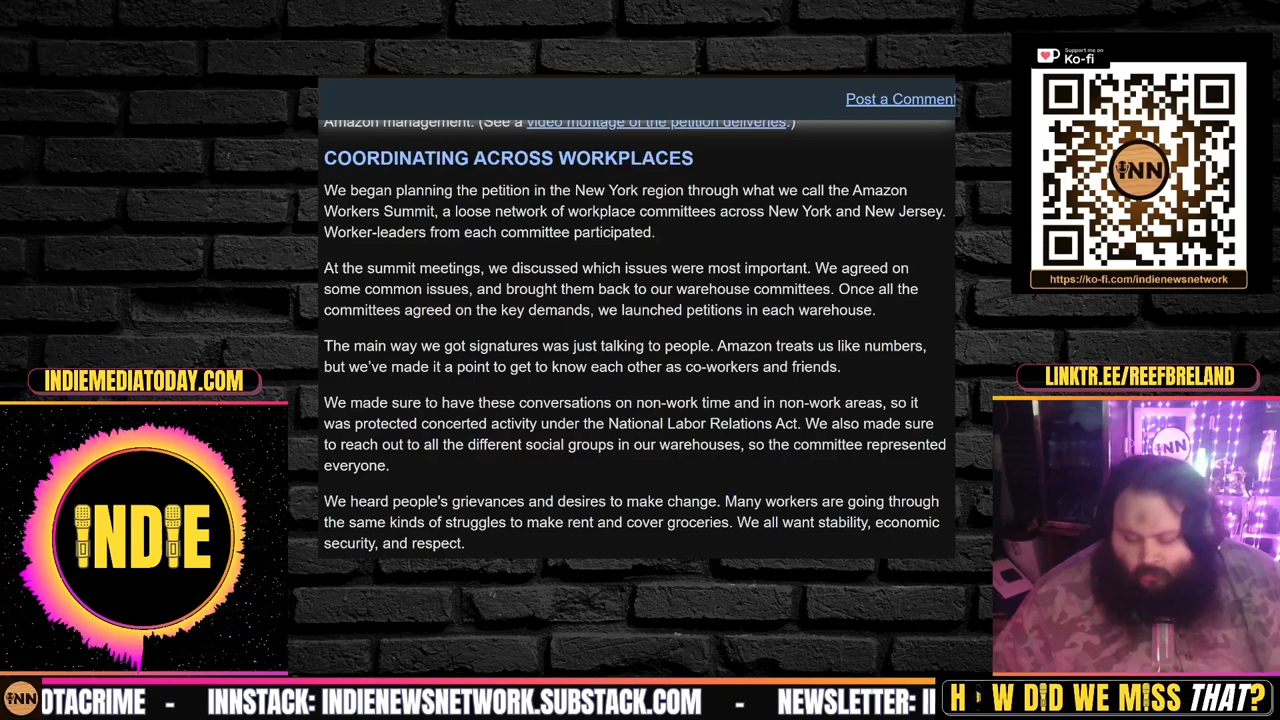 Support me on
Ko-fi
INN
https://ko-fi.com/indienewsnetwork
Post a Comment
Amazon management. (See a video montage of the petition deliveries.)
COORDINATING ACROSS WORKPLACES
We began planning the petition in the New York region through what we call the Amazon
Workers Summit, a loose network of workplace committees across New York and New Jersey.
Worker-leaders from each committee participated.
At the summit meetings, we discussed which issues were most important. We agreed on
some common issues, and brought them back to our warehouse committees. Once all the
committees agreed on the key demands, we launched petitions in each warehouse.
The main way we got signatures was just talking to people. Amazon treats us like numbers,
but we've made it a point to get to know each other as co-workers and friends.
We made sure to have these conversations on non-work time and in non-work areas, so it
was protected concerted activity under the National Labor Relations Act. We also made sure
to reach out to all the different social groups in our warehouses, so the committee represented
everyone.
We heard people's grievances and desires to make change. Many workers are going through
the same kinds of struggles to make rent and cover groceries. We all want stability, economic
security, and respect.
INDIEMEDIATODAY.COM
INDIE
LINKTR.EE/REEFBRELAND
INN
INN
OTACRIME - INNSTACK: INDIENEWSNETWORK.SUBSTACK.COM - NEWSLETTER: II
HOW DID WE MISS THAT?